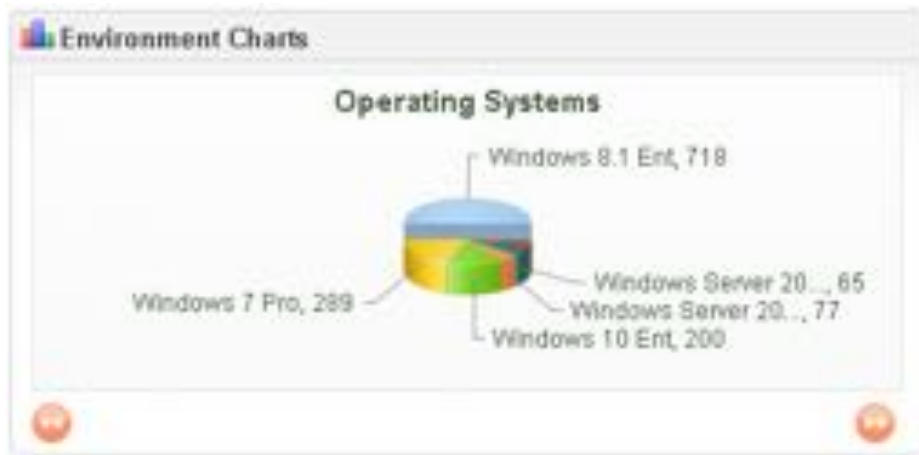 Environment Charts
Operating Systems
Windows 8.1 Ent, 718
Windows Server 20..., 65
Windows 7 Pro, 289
Windows Server 20..., 77
Windows 10 Ent, 200